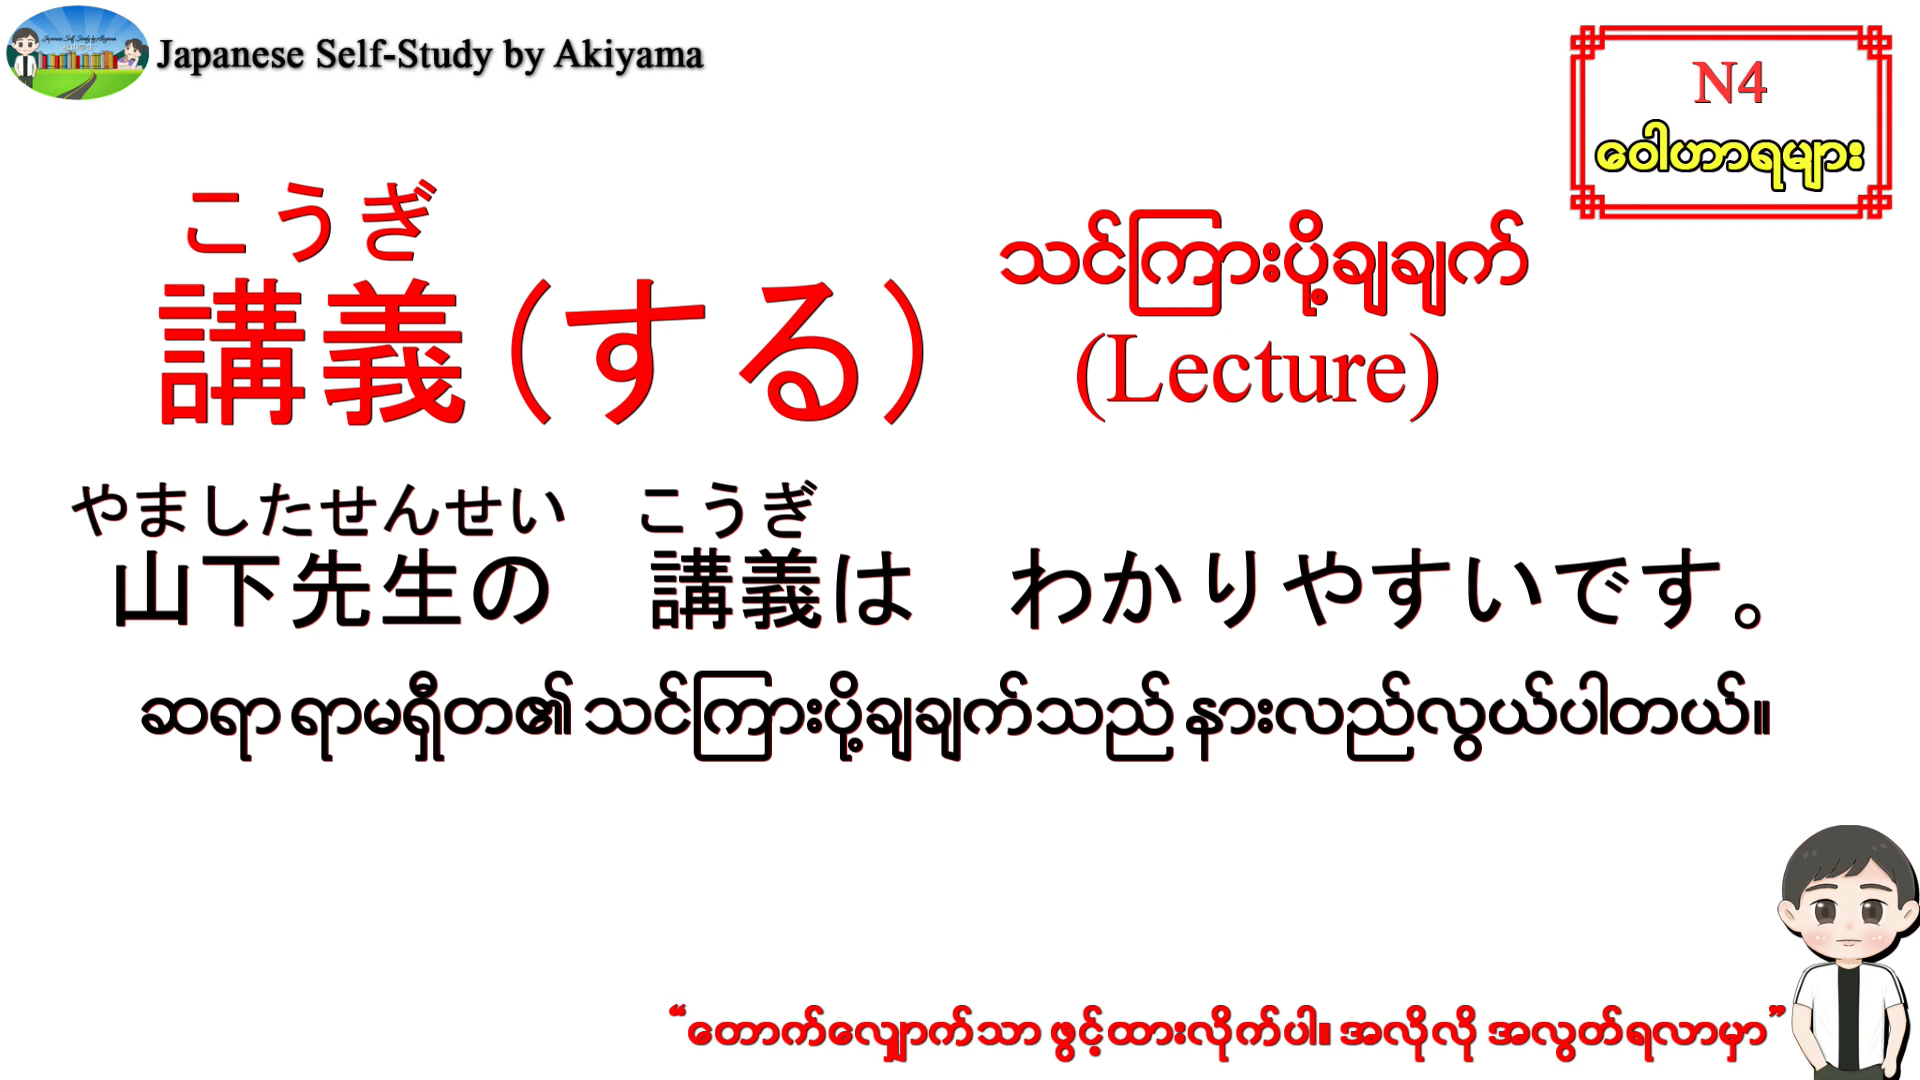 Japanese Self-Study by Akiyama
N4
ဝေါဟာရများ
こうぎ
講義(する)
သင်ကြားပို့ချချက်
(Lecture)
やましたせんせい　こうぎ
山下先生の　講義は　わかりやすいです。
ဆရာ ရာမရှီတ၏ သင်ကြားပို့ချချက်သည် နားလည်လွယ်ပါတယ်။
“တောက်လျှောက်သာ ဖွင့်ထားလိုက်ပါ။ အလိုလို အလွတ်ရလာမှာ”